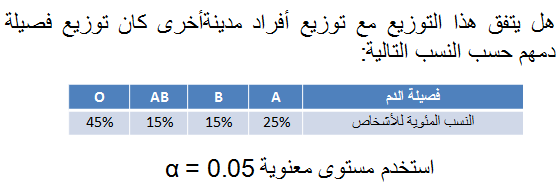 هل يتفق هذا التوزيع مع توزيع أفراد مدينةأخرى كان توزيع فصيلة
دمهم حسب النسب التالية:
فصيلة الدم A B AB O
النسب المئوية للأشخاص 25% 15% 15% 45%
استخدم مستوى معنوية α = 0.05